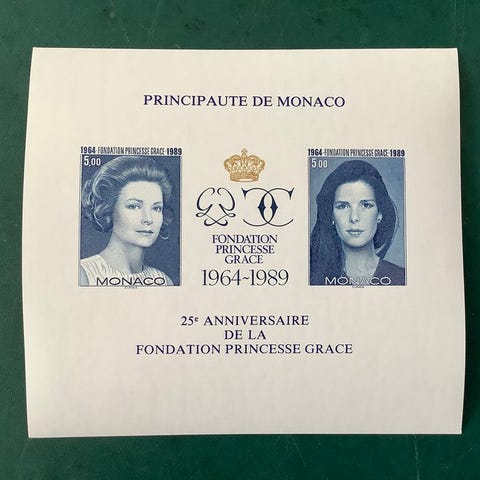 PRINCIPAUTE DE MONACO
1964-FONDATION PRINCESSE GRACE-1989
5,00
MONACO
FONDATION
PRINCESSE
GRACE
1964-1989
1964-FONDATION PRINCESSE GRACE-1989
5,00
MONACO
25e ANNIVERSAIRE
DE LA
FONDATION PRINCESSE GRACE